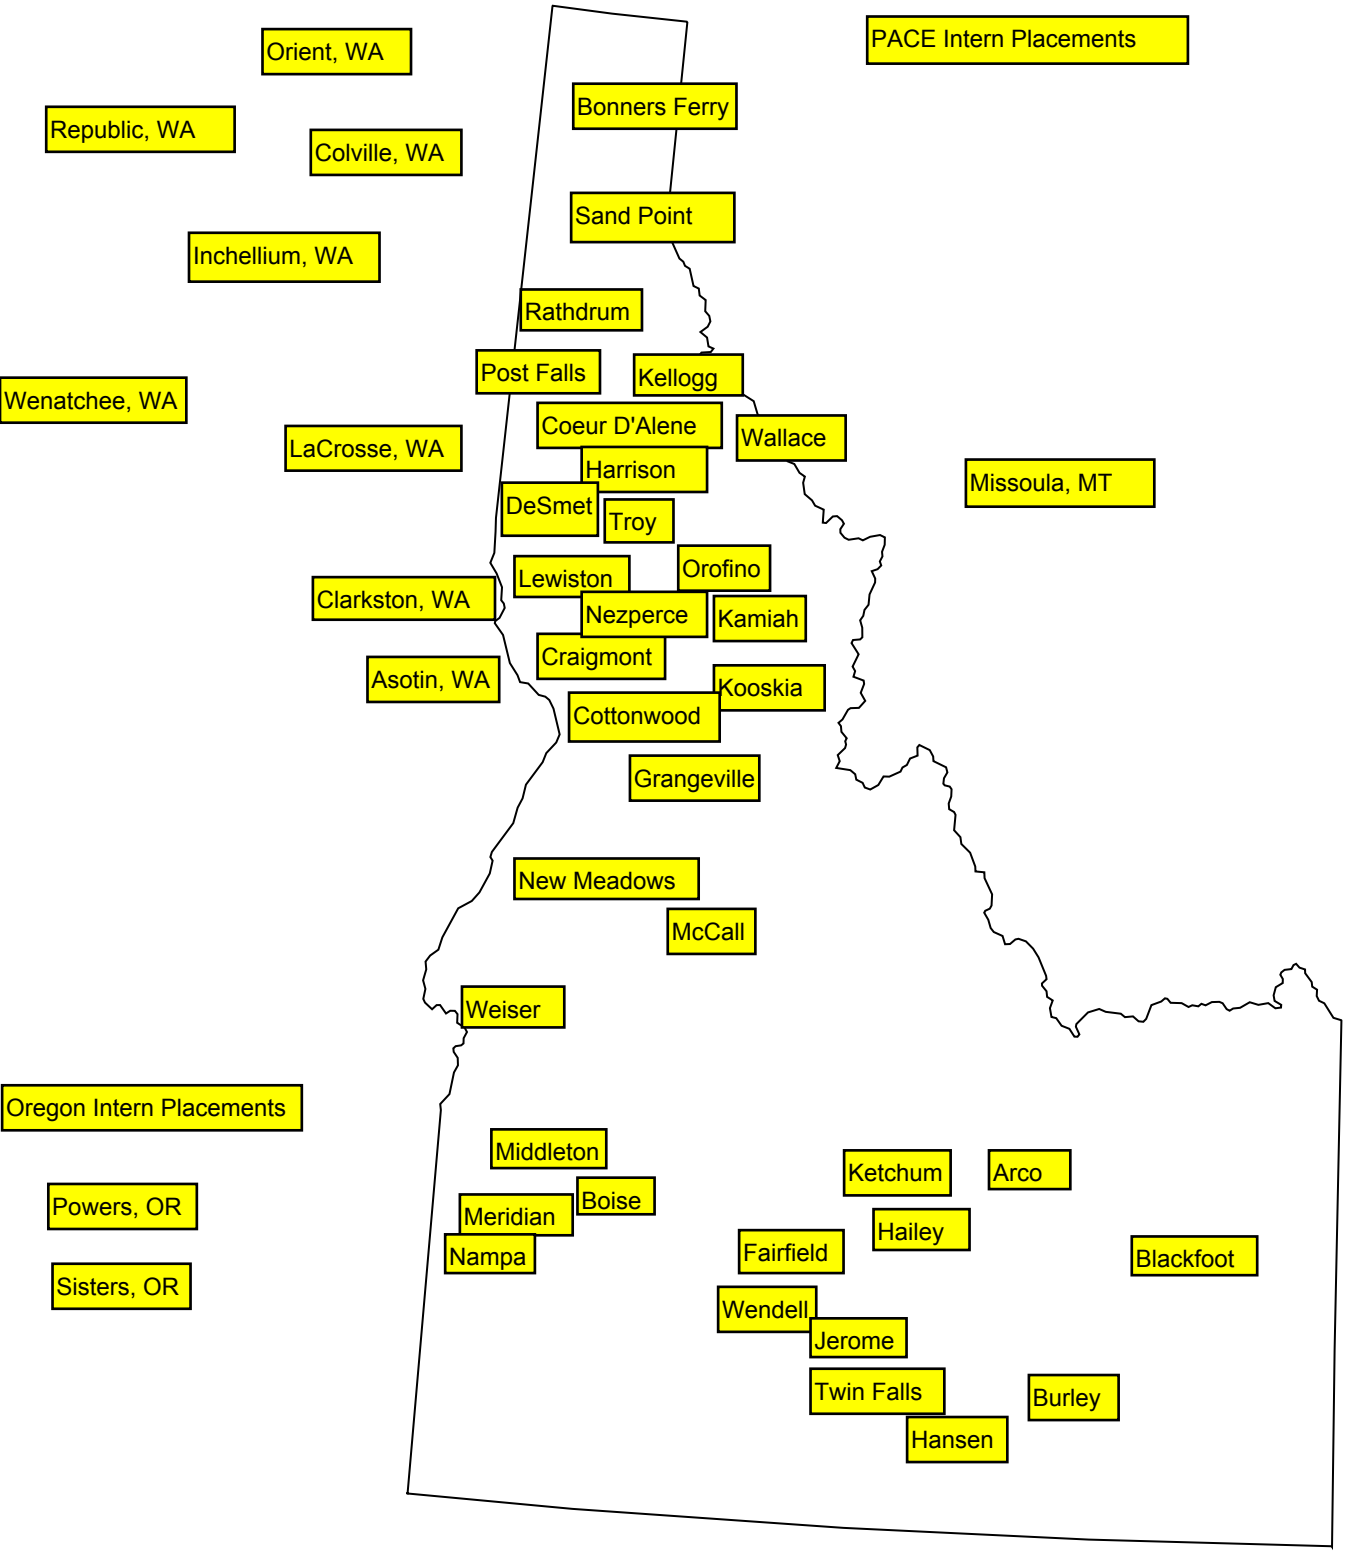 PACE Intern Placements
Orient, WA
Bonners Ferry
Republic, WA
Colville, WA
Sand Point
Inchellium, WA
Rathdrum
Post Falls
Kellogg
Wenatchee, WA
Coeur D'Alene
Wallace
LaCrosse, WA
Harrison
Missoula, MT
DeSmet
Troy
Orofino
Lewiston
Clarkston, WA
Nezperce
Kamiah
Craigmont
Asotin, WA
Kooskia
Cottonwood
Grangeville
New Meadows
McCall
Weiser
Oregon Intern Placements
Middleton
Ketchum
Arco
Powers, OR
Boise
Meridian
Hailey
Nampa
Fairfield
Blackfoot
Sisters, OR
Wendell
Jerome
Twin Falls
Burley
Hansen